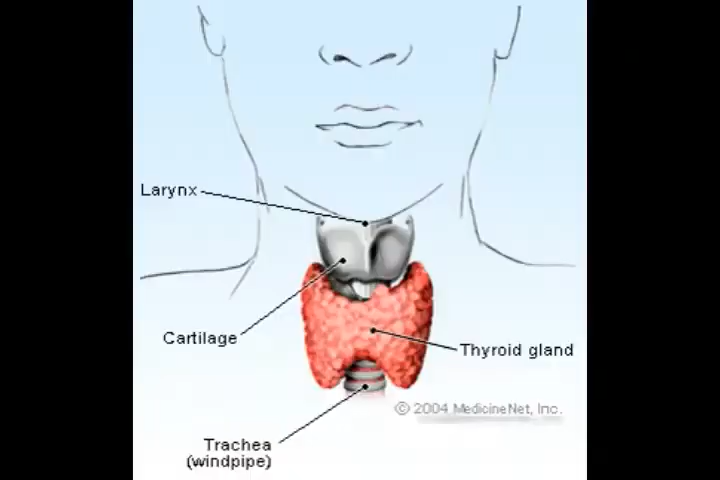 Larynx
Cartilage
Thyroid gland
© 2004 MedicineNet, Inc.
Trachea
(windpipe)